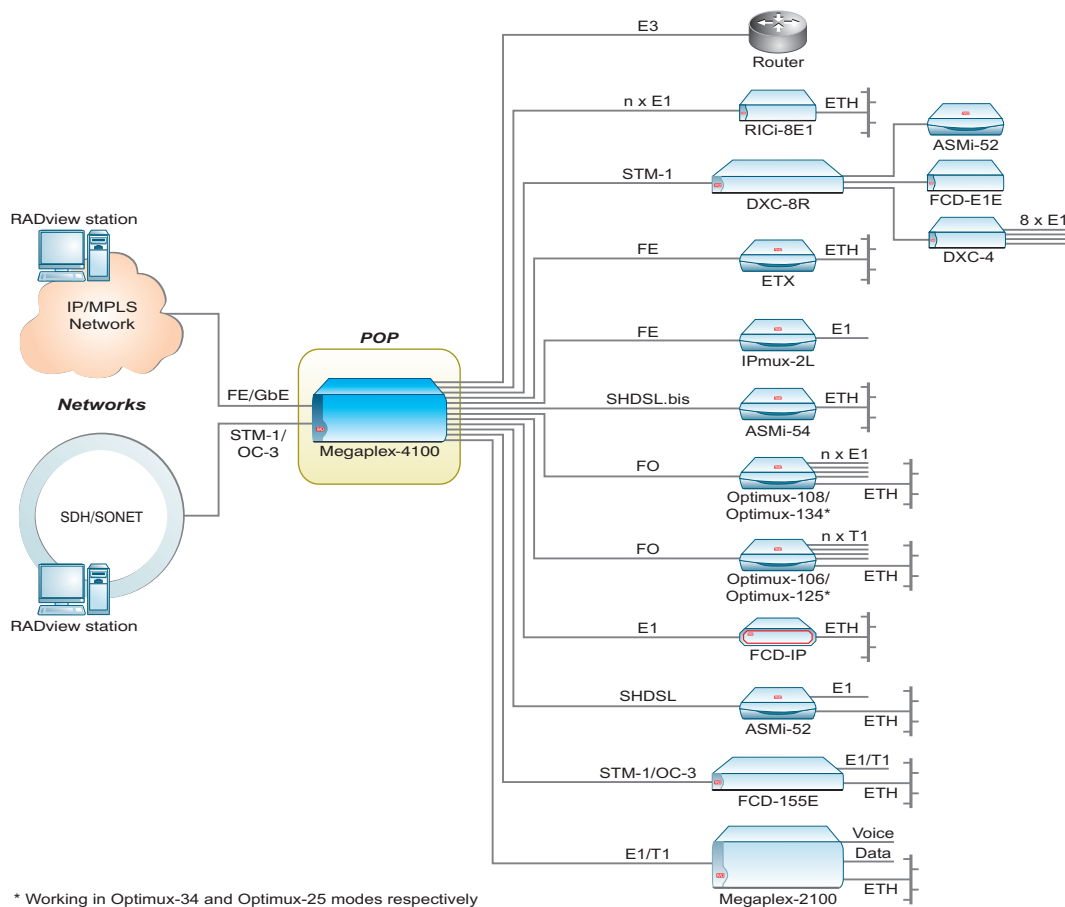 E3
Router
n x E1
ETH
RICi-8E1
ASMi-52
STM-1
DXC-8R
FCD-E1E
8 x E1
DXC-4
RADview station
IP/MPLS
Network
FE
ETH
ETX
POP
FE
E1
IPmux-2L
Networks
FE/GbE
STM-1/
OC-3
Megaplex-4100
SHDSL.bis
ETH
ASMi-54
SDH/SONET
RADview station
FO
n x E1
ETH
Optimux-108/
Optimux-134*
FO
n x T1
ETH
Optimux-106/
Optimux-125*
E1
ETH
FCD-IP
SHDSL
E1
ETH
ASMi-52
STM-1/OC-3
E1/T1
ETH
FCD-155E
E1/T1
Voice
Data
ETH
Megaplex-2100
* Working in Optimux-34 and Optimux-25 modes respectively